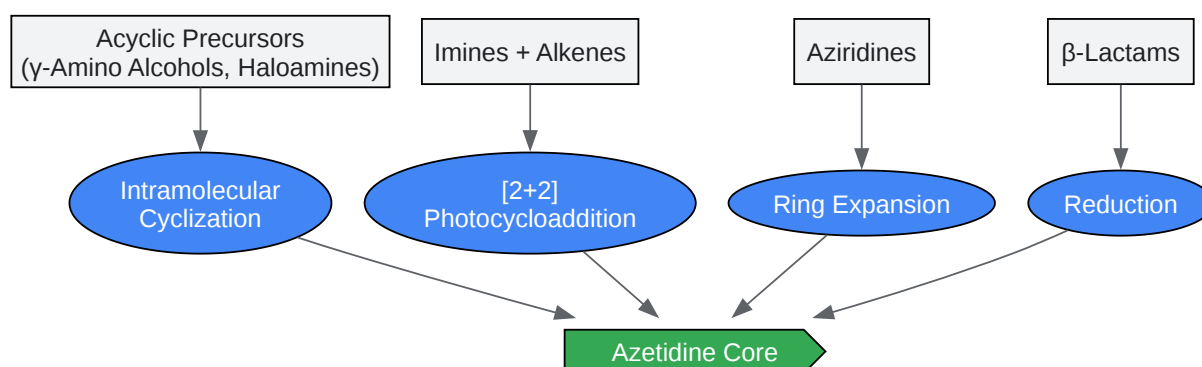 Acyclic Precursors
(γ-Amino Alcohols, Haloamines)
Imines + Alkenes
Aziridines
β-Lactams
Intramolecular
Cyclization
[2+2]
Photocycloaddition
Ring Expansion
Reduction
Azetidine Core